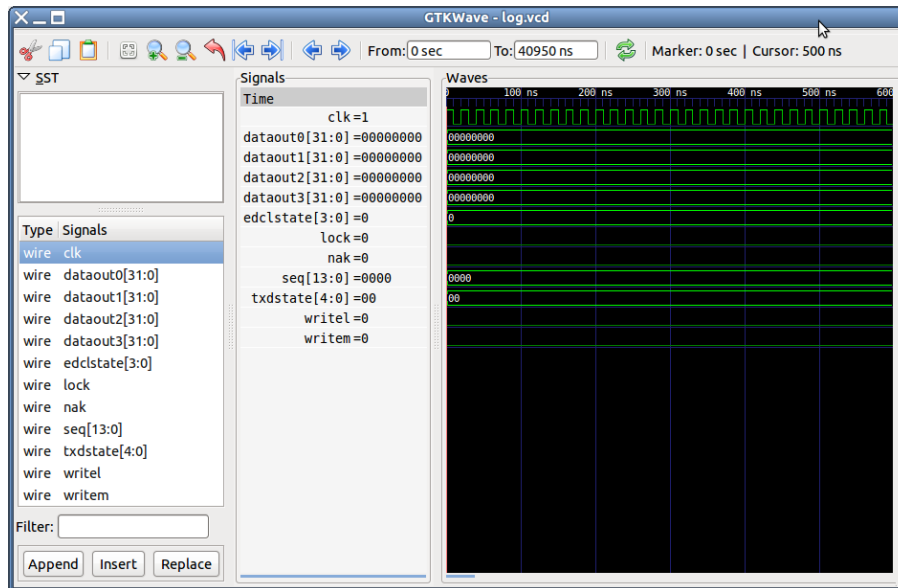 GTKWave - log.vcd
From: 0 sec To: 40950 ns Marker: 0 sec | Cursor: 500 ns
SST
Type Signals
wire clk
wire dataout0[31:0]
wire dataout1[31:0]
wire dataout2[31:0]
wire dataout3[31:0]
wire edclstate[3:0]
wire lock
wire nak
wire seq[13:0]
wire txdstate[4:0]
wire writel
wire writem
Filter:
Append Insert Replace
Signals
Time
clk=1
dataout0[31:0]=00000000
dataout1[31:0]=00000000
dataout2[31:0]=00000000
dataout3[31:0]=00000000
edclstate[3:0]=0
lock=0
nak=0
seq[13:0]=0000
txdstate[4:0]=00
writel=0
writem=0
Waves
100 ns 200 ns 300 ns 400 ns 500 ns 600
00000000
00000000
00000000
00000000
0
0000
00